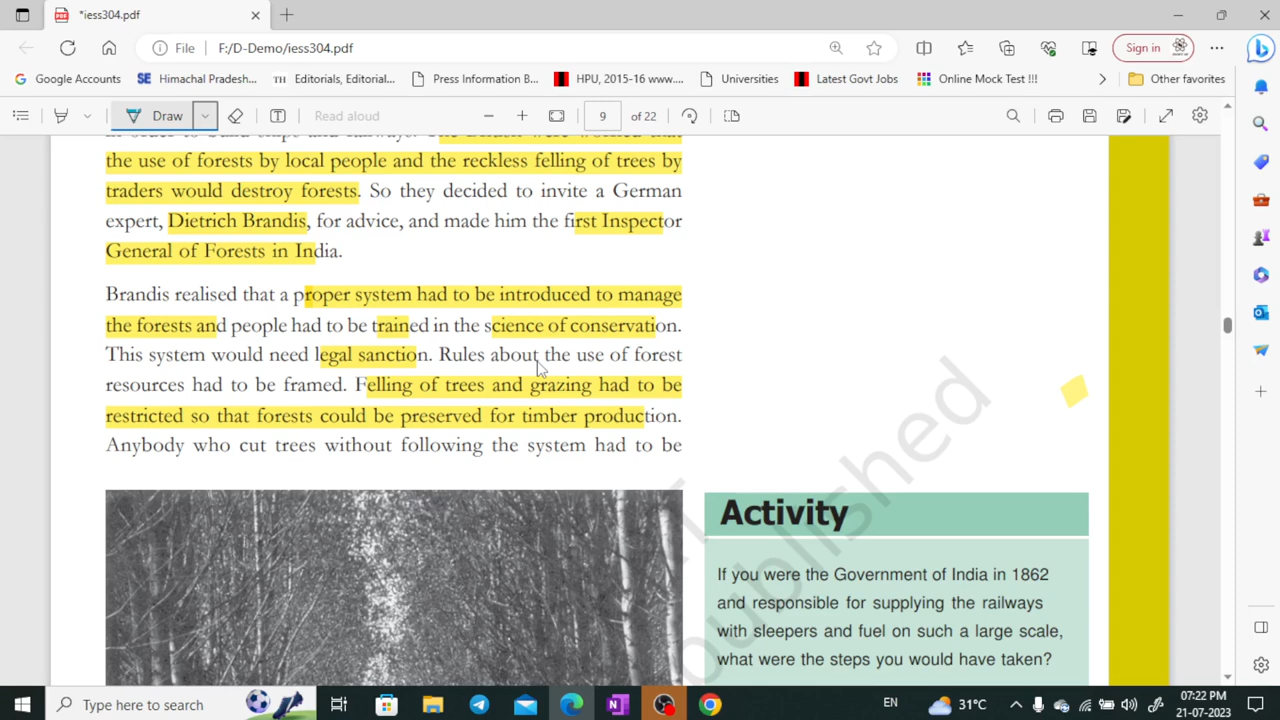 *iess304.pdf
File F:/D-Demo/iess304.pdf Sign in
Google Accounts SE Himachal Pradesh... TH Editorials, Editorial... Press Information B... HPU, 2015-16 www.... Universities Latest Govt Jobs Online Mock Test !!! Other favorites
Draw Read aloud 9 of 22
the use of forests by local people and the reckless felling of trees by
traders would destroy forests. So they decided to invite a German
expert, Dietrich Brandis, for advice, and made him the first Inspector
General of Forests in India.
Brandis realised that a proper system had to be introduced to manage
the forests and people had to be trained in the science of conservation.
This system would need legal sanction. Rules about the use of forest
resources had to be framed. Felling of trees and grazing had to be
restricted so that forests could be preserved for timber production.
Anybody who cut trees without following the system had to be
Activity
If you were the Government of India in 1862
and responsible for supplying the railways
with sleepers and fuel on such a large scale,
what were the steps you would have taken?
Type here to search
31°C EN 07:22 PM
21-07-2023